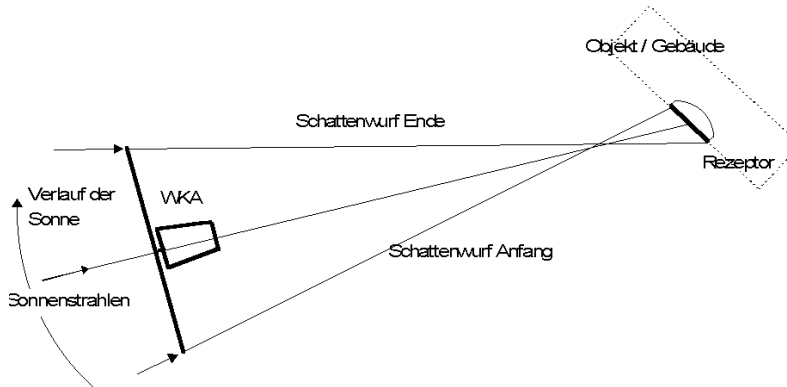 Objekt / Gebäude
Schattenwurf Ende
Rezeptor
Verlauf der
Sonne
WKA
Schattenwurf Anfang
Sonnenstrahlen